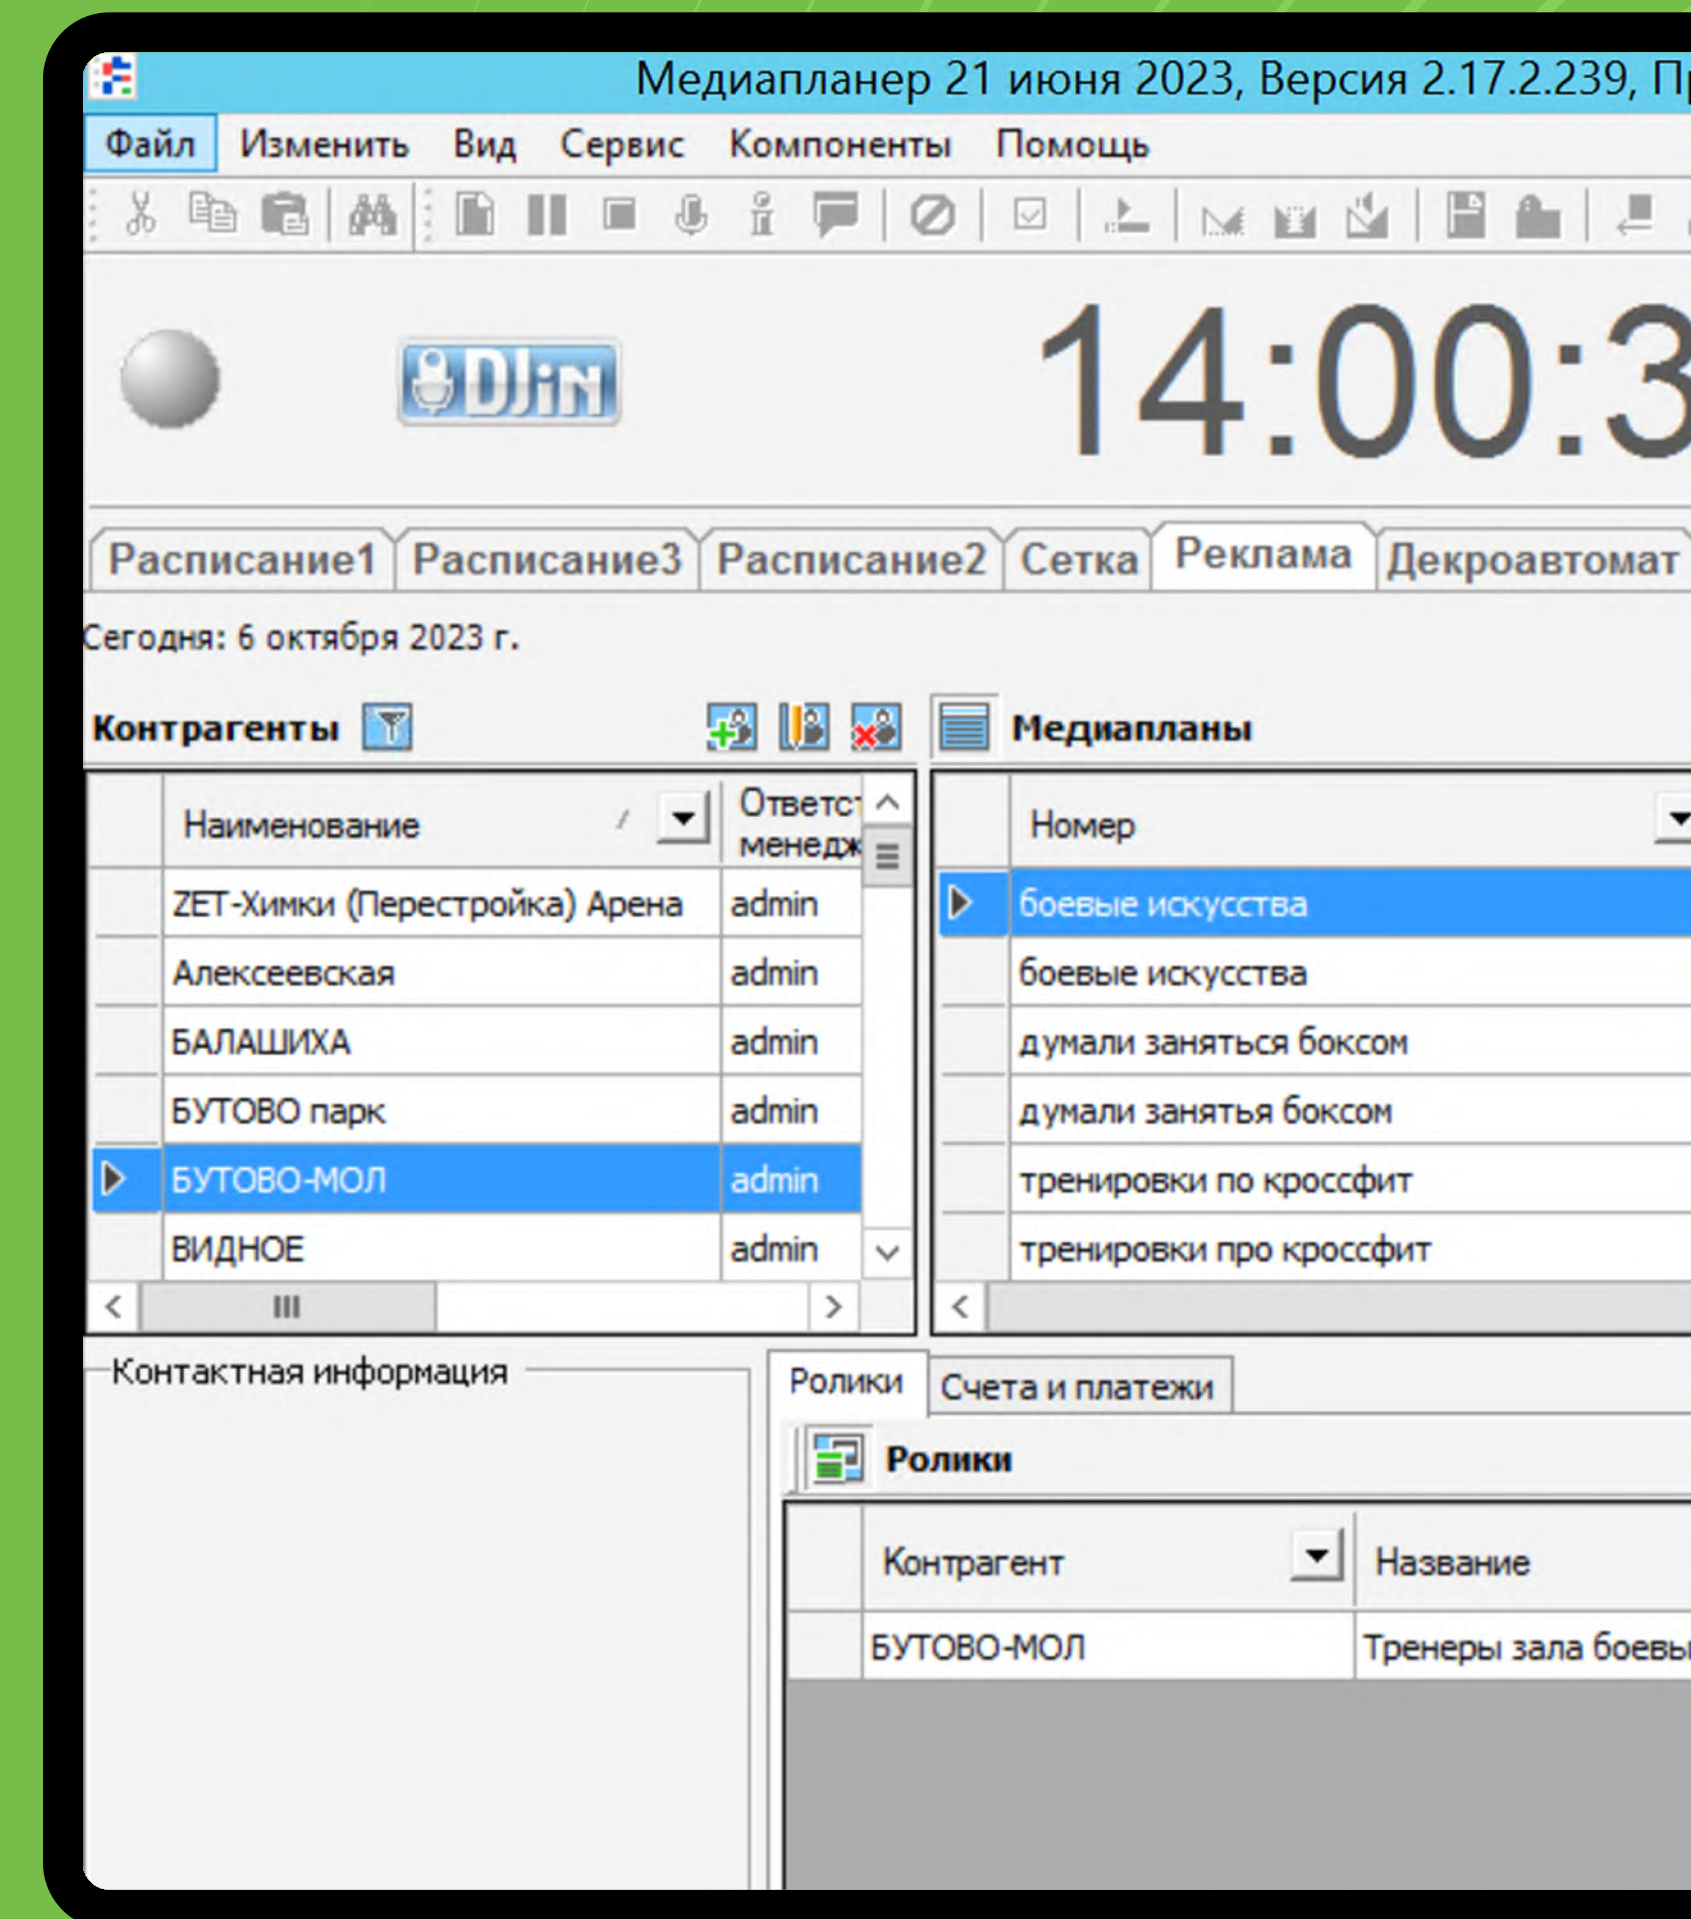 Медиапланер 21 июня 2023, Версия 2.17.2.239,
Файл Изменить Вид Сервис Компоненты Помощь
DJin
14:00:3
Расписание1 Расписание3 Расписание2 Сетка Реклама Декроавтомат
Сегодня: 6 октября 2023 г.
Контрагенты
Наименование
ZET-Химки (Перестройка) Арена admin
Алексеевская admin
БАЛАШИХА admin
БУТОВО парк admin
БУТОВО-МОЛ admin
ВИДНОЕ admin
Медиапланы
Номер
боевые искусства
боевые искусства
думали заняться боксом
думали занятья боксом
тренировки по кроссфит
тренировки про кроссфит
Контактная информация
Ролики Счета и платежи
Ролики
Контрагент Название
БУТОВО-МОЛ Тренеры зала